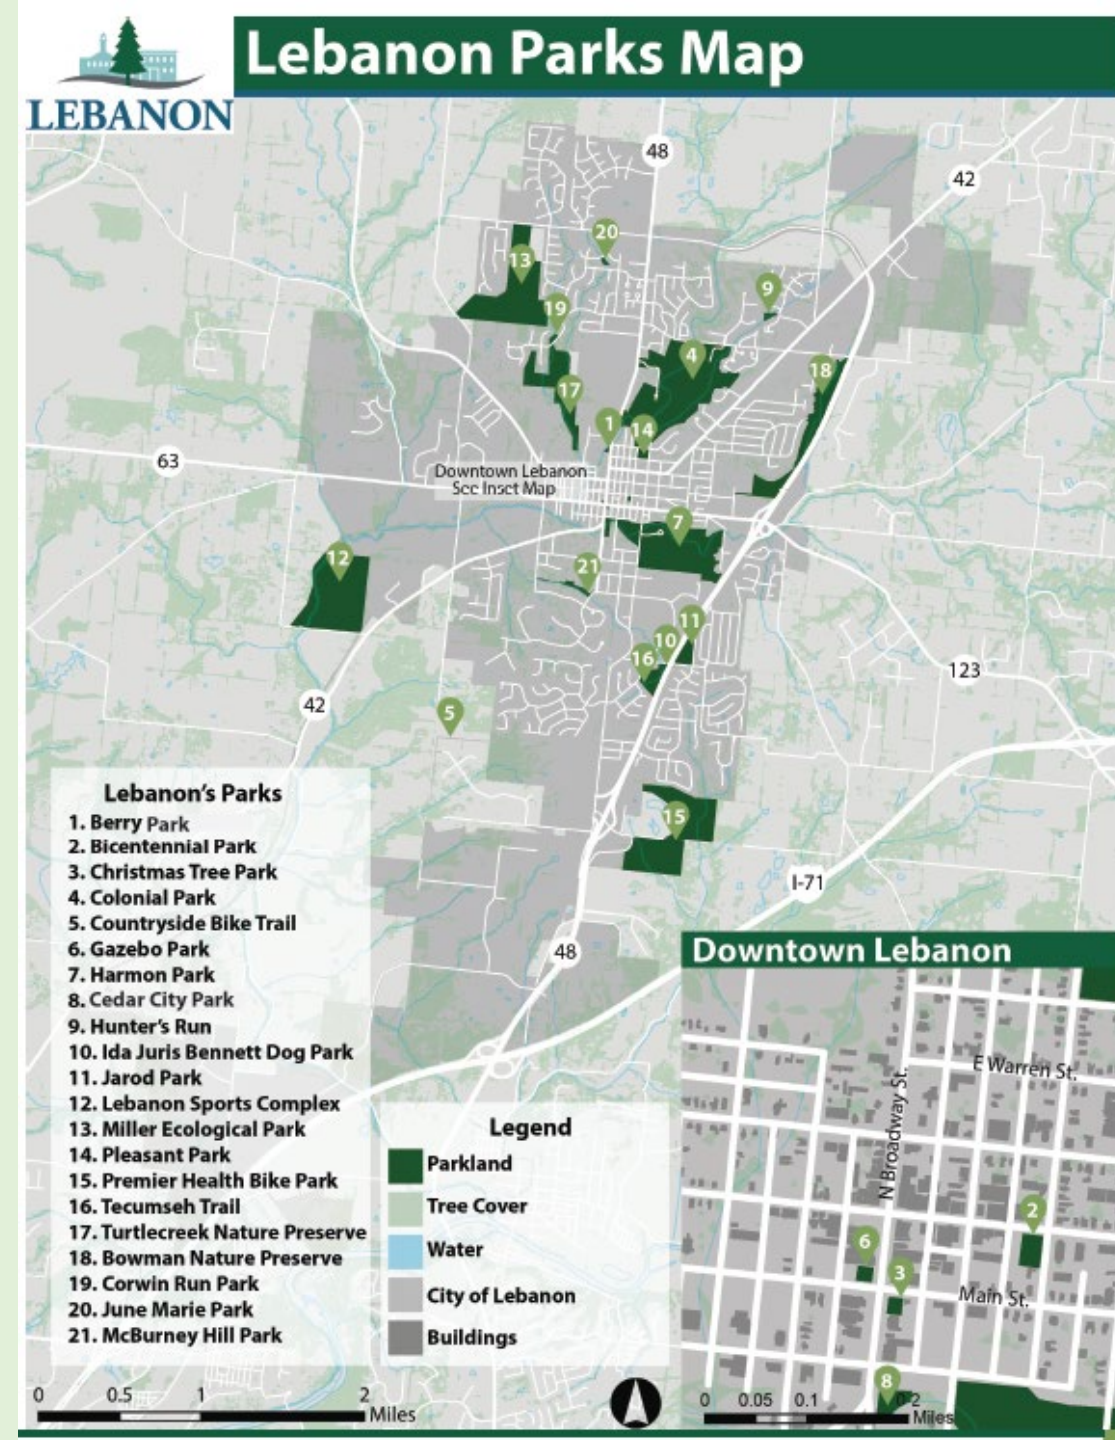 LEBANON
Lebanon Parks Map
48
42
20
13
9
19
4
18
17
1
14
63
Downtown Lebanon
See Inset Map
7
12
21
11
10
16
123
42
5
15
I-71
48
Lebanon's Parks
1. Berry Park
2. Bicentennial Park
3. Christmas Tree Park
4. Colonial Park
5. Countryside Bike Trail
6. Gazebo Park
7. Harmon Park
8. Cedar City Park
9. Hunter's Run
10. Ida Juris Bennett Dog Park
11. Jarod Park
12. Lebanon Sports Complex
13. Miller Ecological Park
14. Pleasant Park
15. Premier Health Bike Park
16. Tecumseh Trail
17. Turtlecreek Nature Preserve
18. Bowman Nature Preserve
19. Corwin Run Park
20. June Marie Park
21. McBurney Hill Park
Legend
Parkland
Tree Cover
Water
City of Lebanon
Buildings
0 0.5 1 2
Miles
Downtown Lebanon
E Warren St.
N Broadway St.
2
6
3
Main St.
8
0 0.05 0.1 0.2
Miles